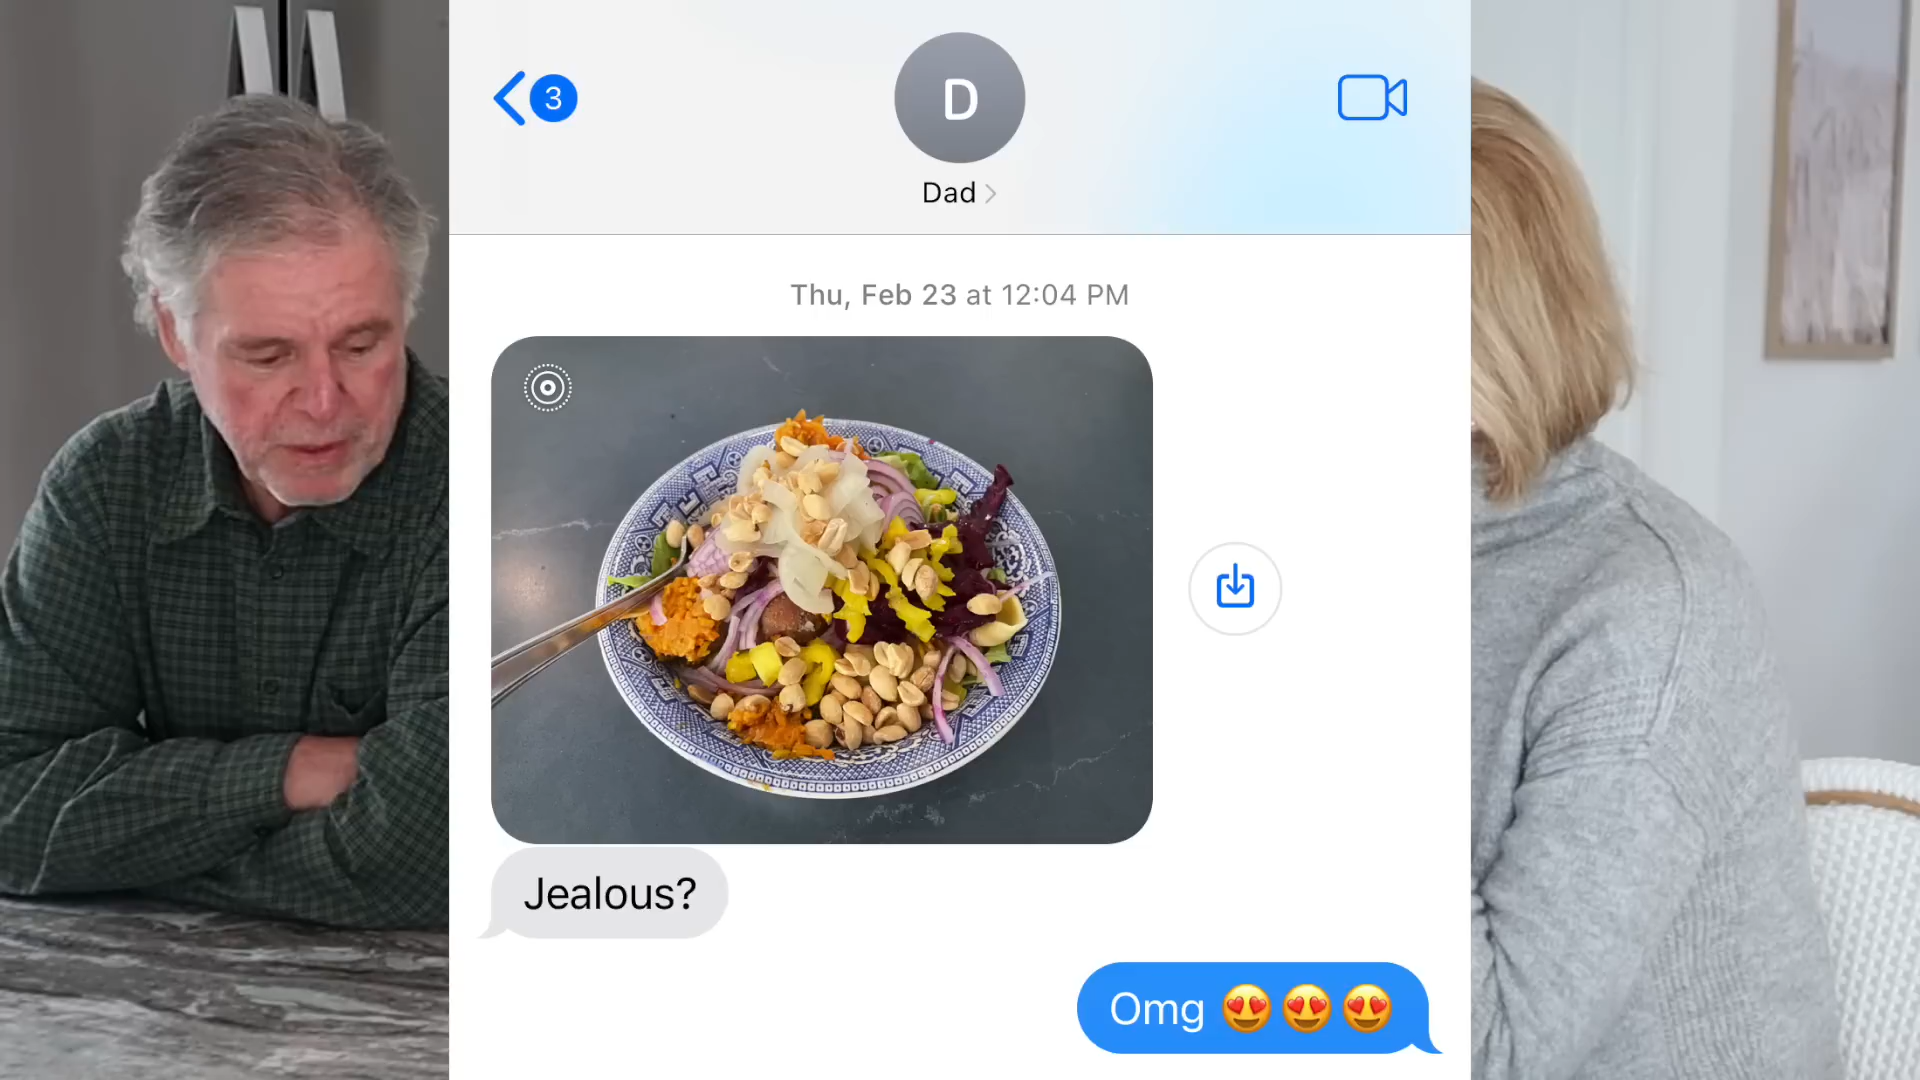 3
D
Dad
Thu, Feb 23 at 12:04 PM
Jealous?
Omg 😍😍😍